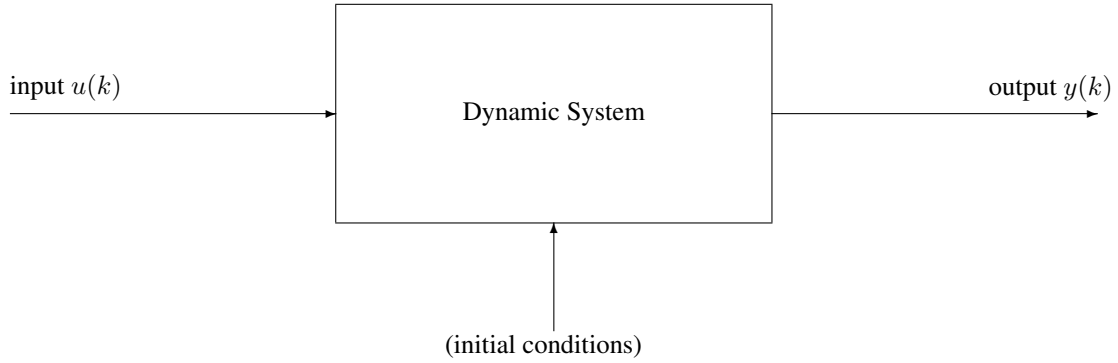 input u(k)
output y(k)
Dynamic System
(initial conditions)